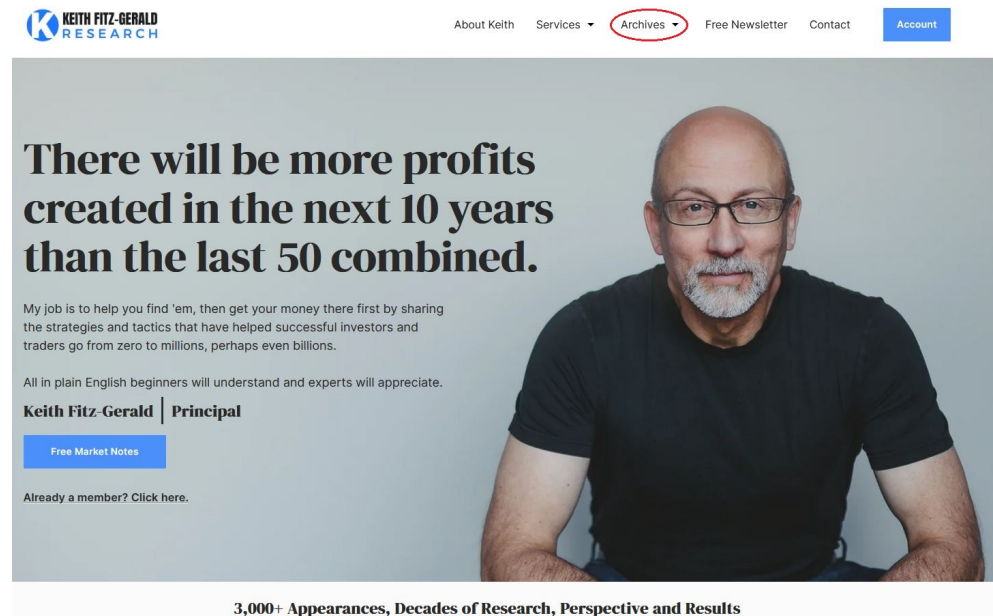 KEITH FITZ-GERALD
RESEARCH
About Keith Services Archives Free Newsletter Contact Account
There will be more profits
created in the next 10 years
than the last 50 combined.
My job is to help you find 'em, then get your money there first by sharing
the strategies and tactics that have helped successful investors and
traders go from zero to millions, perhaps even billions.
All in plain English beginners will understand and experts will appreciate.
Keith Fitz-Gerald | Principal
Free Market Notes
Already a member? Click here.
3,000+ Appearances, Decades of Research, Perspective and Results